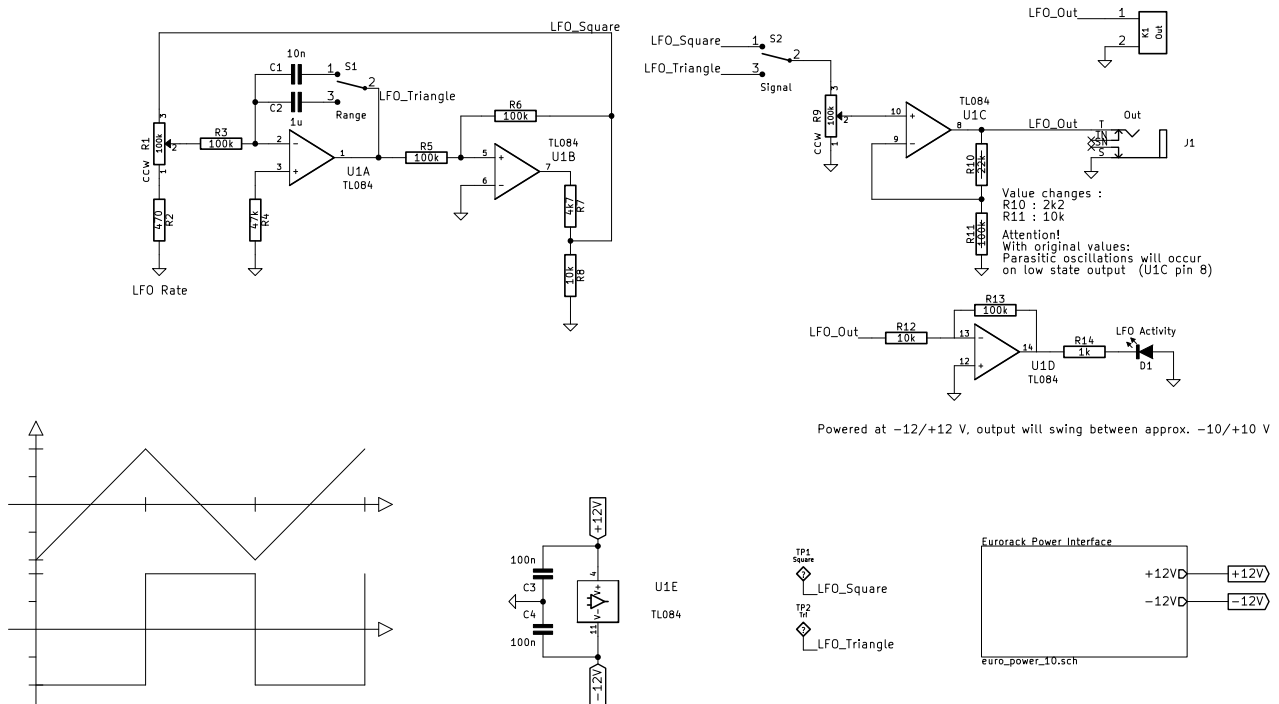 LFO_Square
10n
C1
1
S1
2
LFO_Triangle
C2
3
Range
1u
R6
100k
3
R1
100k
2
CCW
1
R3
100k
2
−
3
+
1
U1A
TL084
R5
100k
5
+
6
−
7
TL084
U1B
470
R2
47k
R4
4k7
R7
10k
R8
LFO Rate
LFO_Square
1
S2
2
LFO_Triangle
3
Signal
3
R9
100k
2
CCW
1
TL084
U1C
10
+
9
−
8
LFO_Out
1
2
K1
Out
LFO_Out
Out
T
TN
SN
S
J1
R10
22k
R11
100k
Value changes :
R10 : 2k2
R11 : 10k
Attention!
With original values:
Parasitic oscillations will occur
on low state output (U1C pin 8)
LFO_Out
R12
10k
R13
100k
13
−
12
+
14
U1D
TL084
R14
1k
LFO Activity
D1
Powered at −12/+12 V, output will swing between approx. −10/+10 V
+12V
100n
C3
C4
100n
4
V+
V−
11
U1E
TL084
−12V
TP1
Square
?
LFO_Square
TP2
Tri
?
LFO_Triangle
Eurorack Power Interface
+12V
+12V
−12V
−12V
euro_power_10.sch